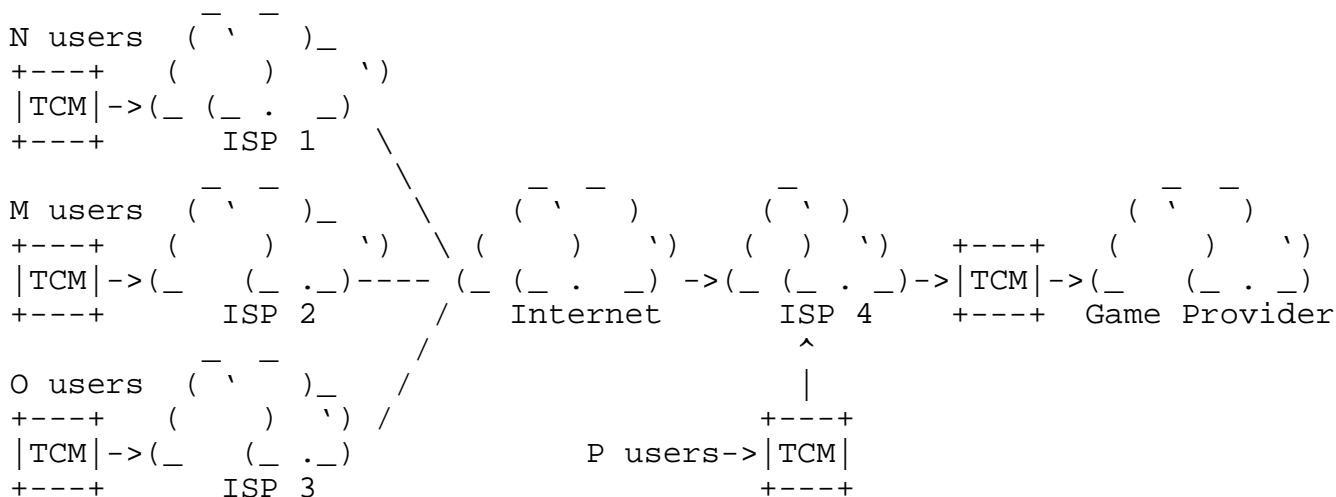 _  _
N users  ( `   )_
+---+   (    )    `)
|TCM|->(_ (_ .  _)
+---+     ISP 1   \
          _  _     \      _  _       _               _  _
M users  ( `   )_   \    ( `   )    ( ` )           ( `   )
+---+   (    )    `) \ (    )   `) (  )  `)  +---+ (    )   `)
|TCM|->(_   (_ ._)---- (_ (_ .  _) ->(_ (_ . _)->|TCM|->(_   (_ . _)
+---+     ISP 2      /   Internet     ISP 4    +---+  Game Provider
          _  _      /                  ^
O users  ( `   )_  /                   |
+---+   (    )  `) /                 +---+
|TCM|->(_   (_ ._)         P users->|TCM|
+---+     ISP 3                      +---+